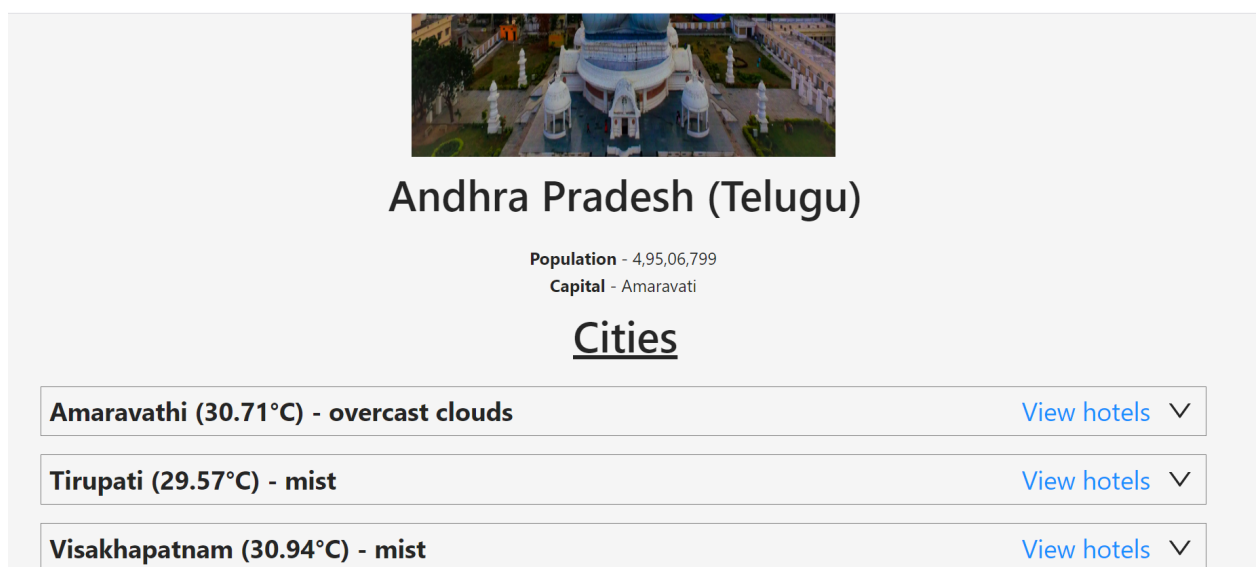 Andhra Pradesh (Telugu)
Population - 4,95,06,799
Capital - Amaravati
Cities
Amaravathi (30.71°C) - overcast clouds View hotels
Tirupati (29.57°C) - mist View hotels
Visakhapatnam (30.94°C) - mist View hotels